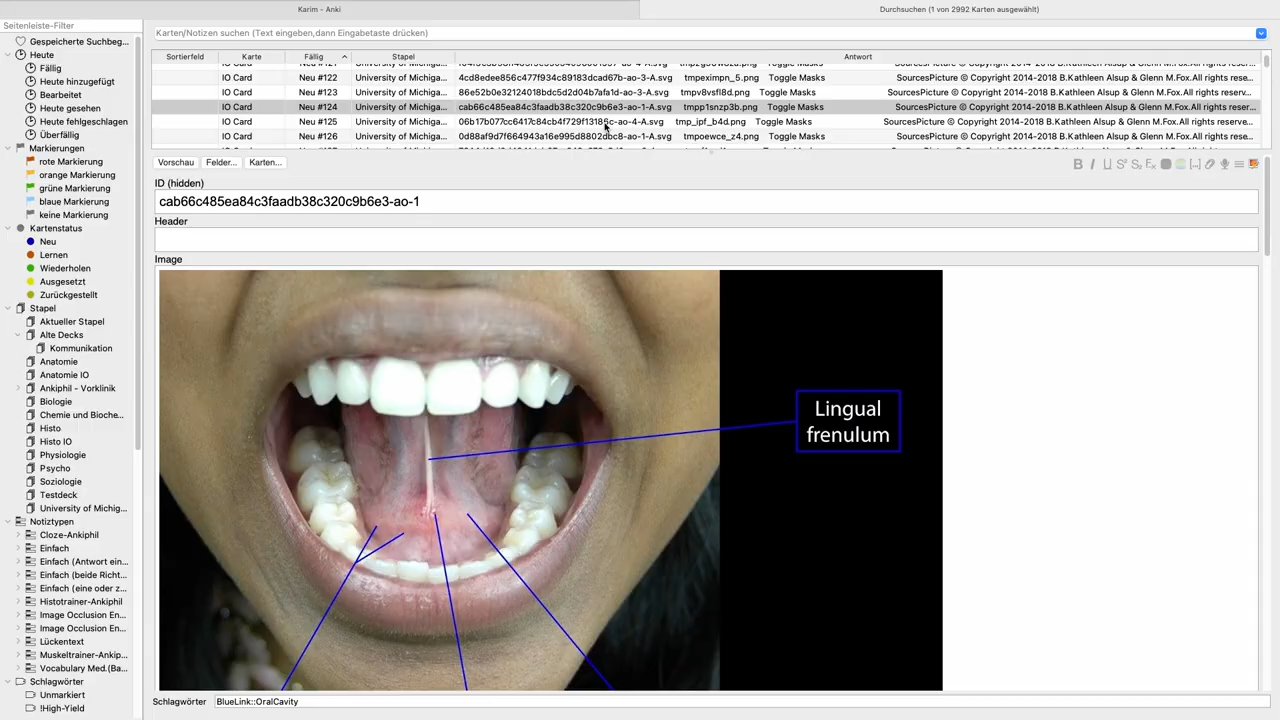 Karim - Anki
Durchsuchen (1 von 2992 Karten ausgewählt)
Seitenleiste-Filter
Gespeicherte Suchbeg...
Heute
Fällig
Heute hinzugefügt
Bearbeitet
Heute gesehen
Heute fehlgeschlagen
Überfällig
Markierungen
rote Markierung
orange Markierung
grüne Markierung
blaue Markierung
keine Markierung
Kartenstatus
Neu
Lernen
Wiederholen
Ausgesetzt
Zurückgestellt
Stapel
Aktueller Stapel
Alte Decks
Kommunikation
Anatomie
Anatomie IO
Ankiphil - Vorklinik
Biologie
Chemie und Bioche...
Histo
Histo IO
Physiologie
Psycho
Soziologie
Testdeck
University of Michig...
Notiztypen
Cloze-Ankiphil
Einfach
Einfach (Antwort ein...
Einfach (beide Richt...
Einfach (eine oder z...
Histotrainer-Ankiphil
Image Occlusion En...
Image Occlusion En...
Lückentext
Muskeltrainer-Ankip...
Vocabulary Med.(Ba...
Schlagwörter
Unmarkiert
!High-Yield
Karten/Notizen suchen (Text eingeben,dann Eingabetaste drücken)
Sortierfeld Karte Fällig Stapel Antwort
IO Card Neu #122 University of Michiga... 4cd8edee856c477f934c89183dcad67b-ao-3-A.svg tmpeximpn_5.png Toggle Masks SourcesPicture © Copyright 2014-2018 B.Kathleen Alsup & Glenn M.Fox.All rights rese...
IO Card Neu #123 University of Michiga... 86e52b0e32124918bdc5d2d04b7afa1d-ao-3-A.svg tmpv8vsfl8d.png Toggle Masks SourcesPicture © Copyright 2014-2018 B.Kathleen Alsup & Glenn M.Fox.All rights re...
IO Card Neu #124 University of Michiga... cab66c485ea84c3faadb38c320c9b6e3-ao-1-A.svg tmpp1snzp3b.png Toggle Masks SourcesPicture © Copyright 2014-2018 B.Kathleen Alsup & Glenn M.Fox.All rights reser...
IO Card Neu #125 University of Michiga... tmp_ipf_b4d.png Toggle Masks SourcesPicture © Copyright 2014-2018 B.Kathleen Alsup & Glenn M.Fox.All rights rese...
IO Card Neu #126 University of Michiga... 0d88af9d7f664943a16e995d8802dbc8-ao-1-A.svg tmpoewce_z4.png Toggle Masks SourcesPicture © Copyright 2014-2018 B.Kathleen Alsup & Glenn M.Fox.All rights rese...
Vorschau Felder... Karten...
ID (hidden)
cab66c485ea84c3faadb38c320c9b6e3-ao-1
Header
Image
Lingual
frenulum
Schlagwörter BlueLink::OralCavity